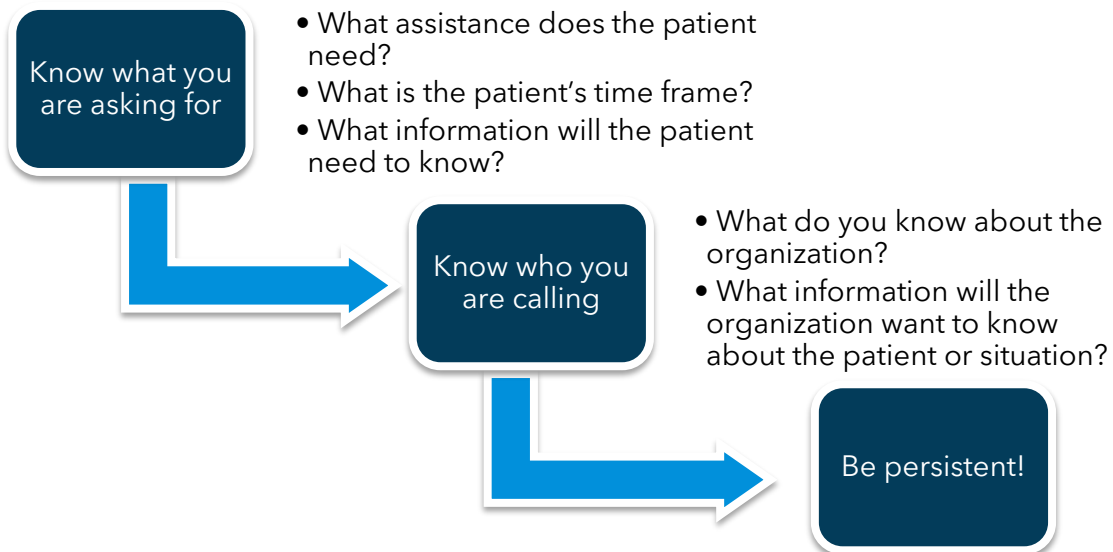 Know what you
are asking for
• What assistance does the patient
need?
• What is the patient’s time frame?
• What information will the patient
need to know?
Know who you
are calling
• What do you know about the
organization?
• What information will the
organization want to know
about the patient or situation?
Be persistent!